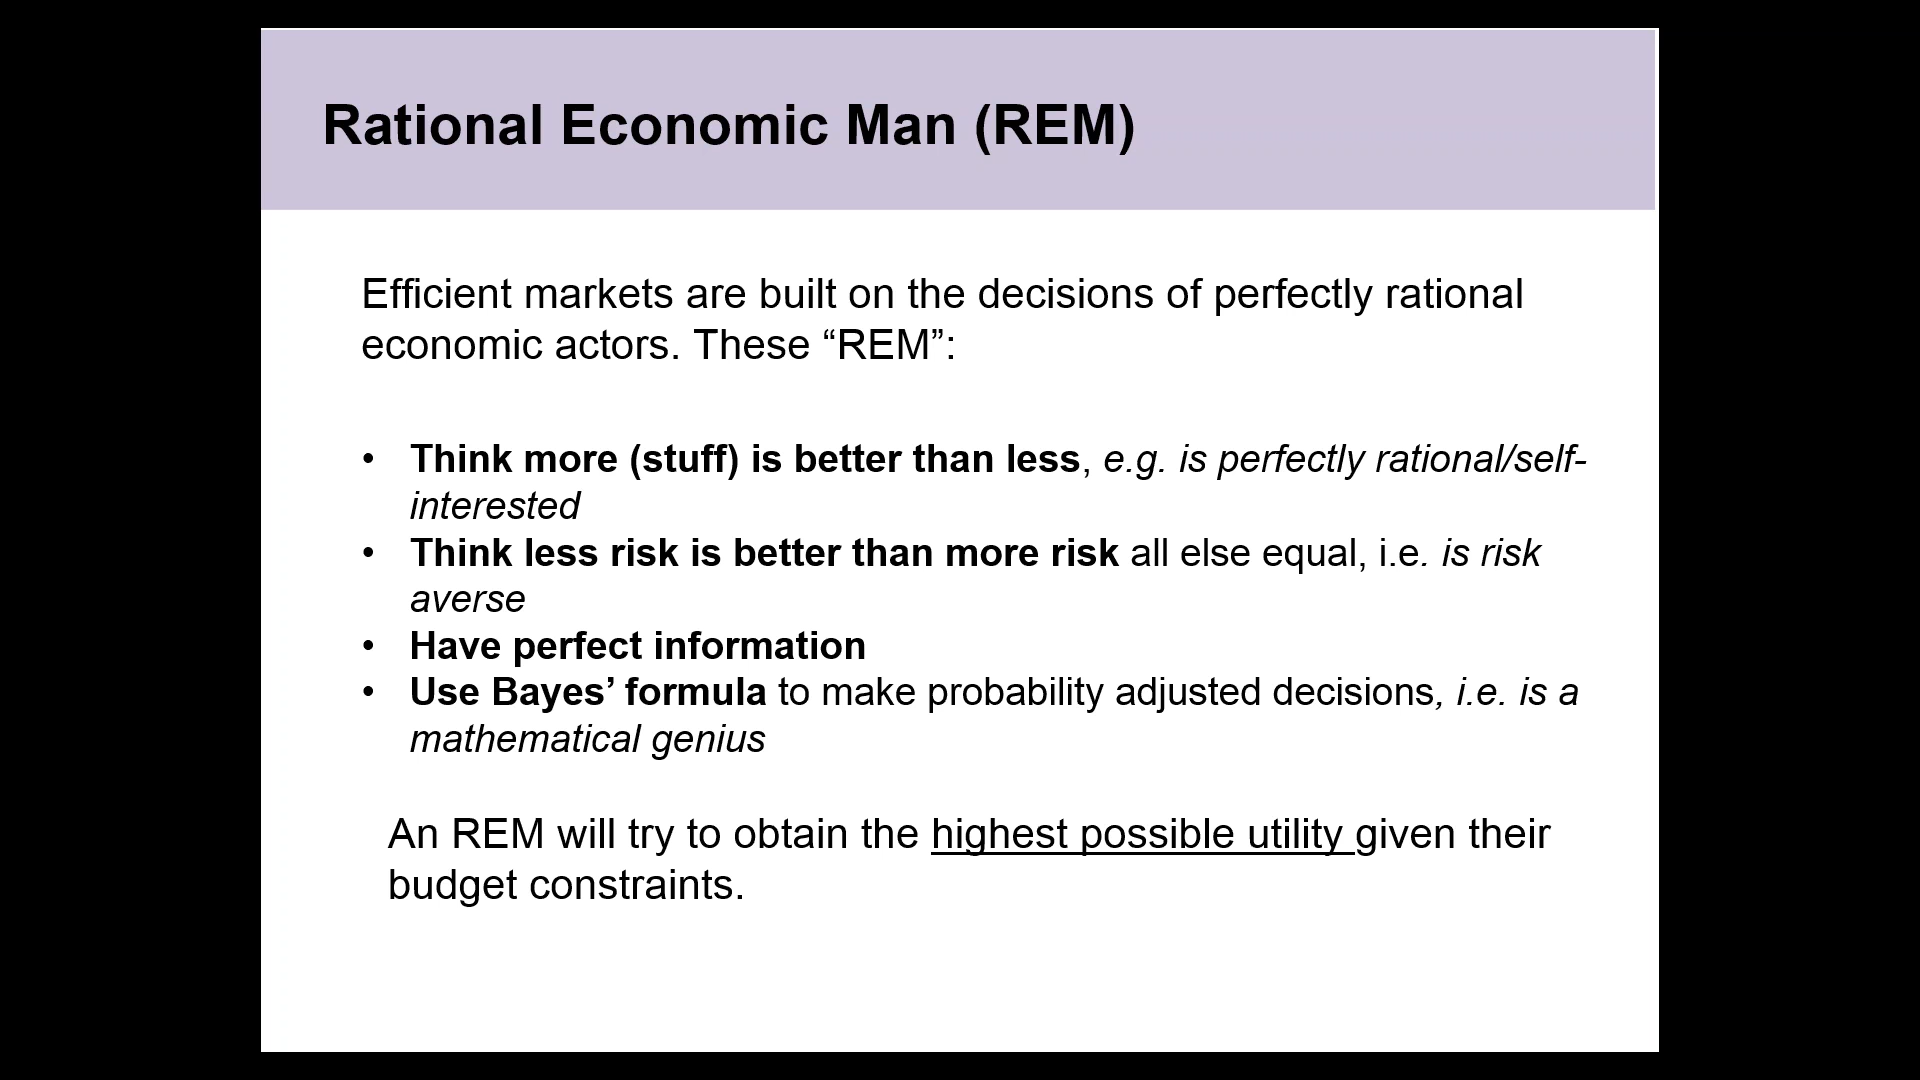 Rational Economic Man (REM)
Efficient markets are built on the decisions of perfectly rational
economic actors. These “REM”:
• Think more (stuff) is better than less, e.g. is perfectly rational/self-
interested
• Think less risk is better than more risk all else equal, i.e. is risk
averse
• Have perfect information
• Use Bayes’ formula to make probability adjusted decisions, i.e. is a
mathematical genius
An REM will try to obtain the highest possible utility given their
budget constraints.